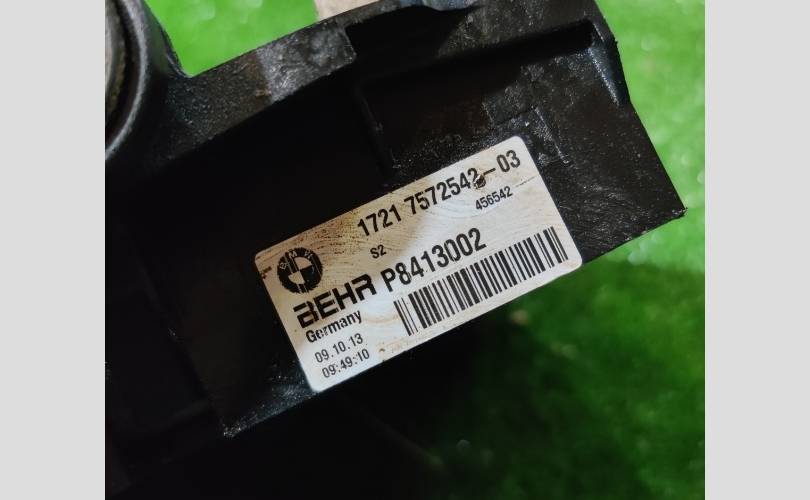 1721 7572542-03
S2
456542
BEHR P8413002
Germany
09.10.13
09:49:10